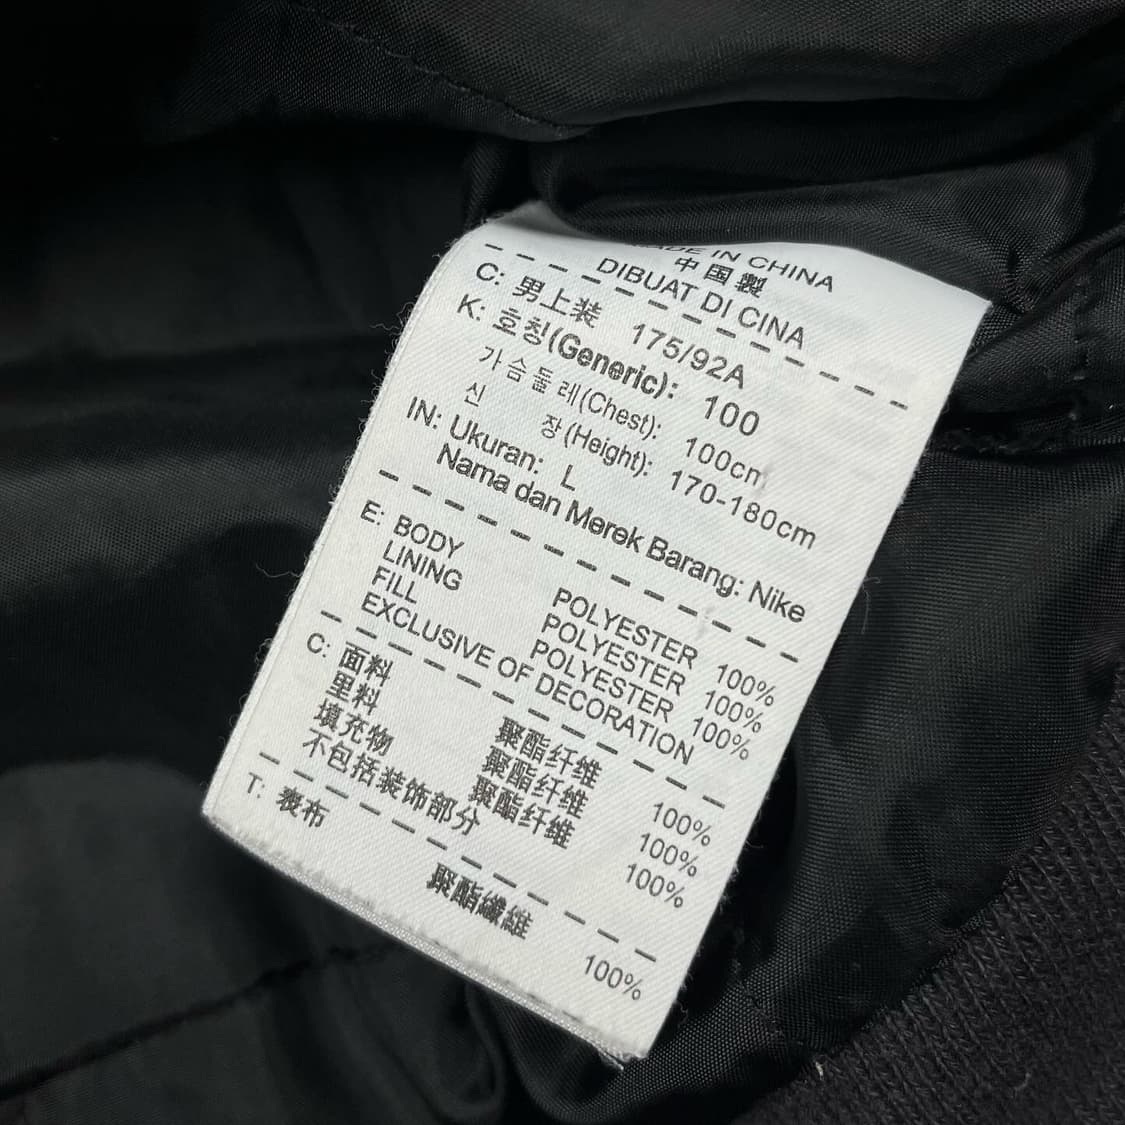 MADE IN CHINA
中国製
DIBUAT DI CINA
C: 男上装 175/92A
K: 호칭(Generic): 100
가슴둘레(Chest): 100cm
신 장(Height): 170-180cm
IN: Ukuran: L
Nama dan Merek Barang: Nike
E: BODY POLYESTER 100%
LINING POLYESTER 100%
FILL POLYESTER 100%
EXCLUSIVE OF DECORATION
C: 面料 聚酯纤维 100%
里料 聚酯纤维 100%
填充物 聚酯纤维 100%
不包括装饰部分
T: 表布 聚酯纖維 100%